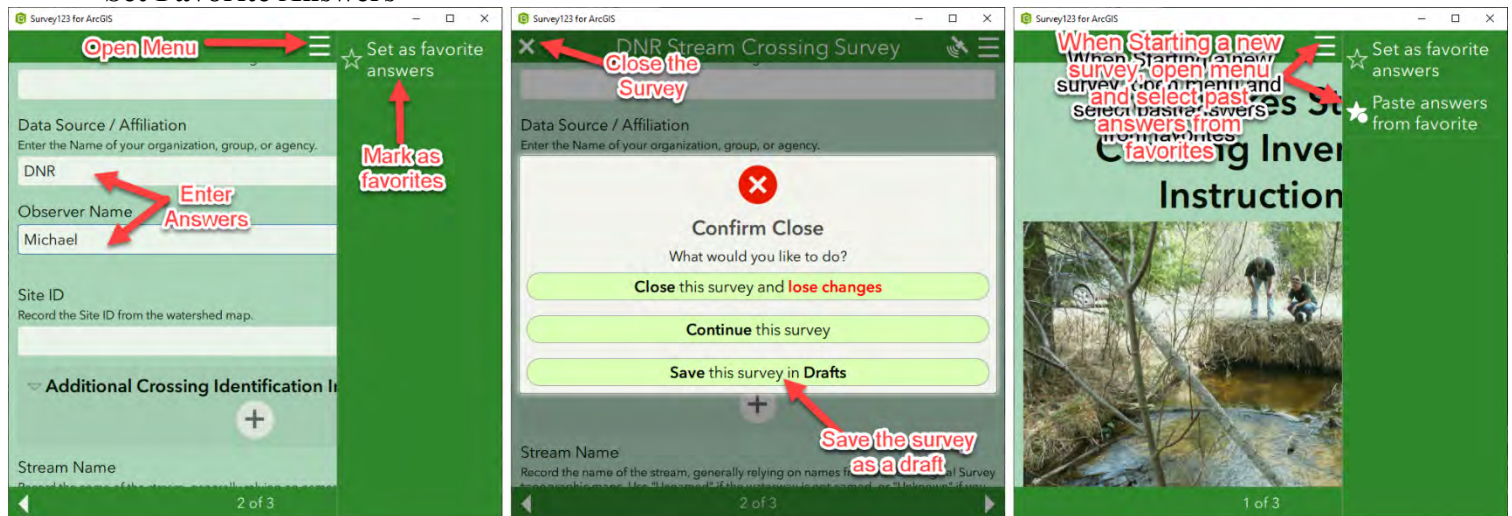 Set Favorite Answers
Survey123 for ArcGIS
Open Menu
Set as favorite
answers
Data Source / Affiliation
Enter the Name of your organization, group, or agency.
DNR
Mark as
favorites
Enter
Answers
Observer Name
Michael
Site ID
Record the Site ID from the watershed map.
Additional Crossing Identification I
Stream Name
2 of 3
Survey123 for ArcGIS
DNR Stream Crossing Survey
Close the
Survey
Data Source / Affiliation
Enter the Name of your organization, group, or agency.
Confirm Close
What would you like to do?
Close this survey and lose changes
Continue this survey
Save this survey in Drafts
Save the survey
as a draft
Stream Name
Record the name of the stream, generally relying on names al Survey
2 of 3
Survey123 for ArcGIS
When Starting a new
survey, open menu
and select past
answers from
favorites
Set as favorite
answers
Paste answers
from favorite
g Inver
Instruction
1 of 3